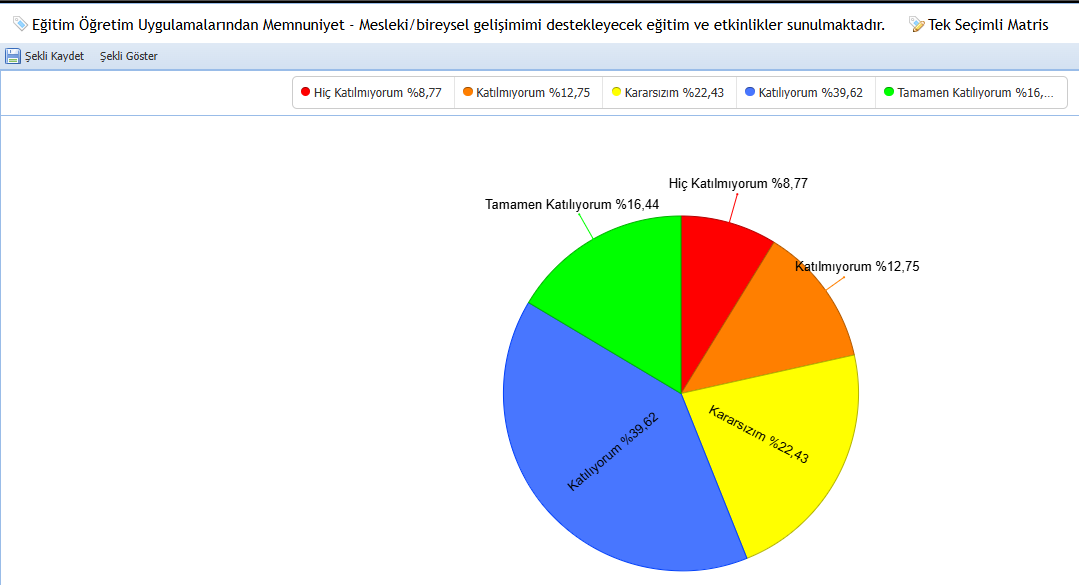 Eğitim Öğretim Uygulamalarından Memnuniyet - Mesleki/bireysel gelişimimi destekleyecek eğitim ve etkinlikler sunulmaktadır. Tek Seçimli Matris
Şekli Kaydet Şekli Göster
Hiç Katılmıyorum %8,77 Katılmıyorum %12,75 Kararsızım %22,43 Katılıyorum %39,62 Tamamen Katılıyorum %16,...
Hiç Katılmıyorum %8,77
Tamamen Katılıyorum %16,44
Katılmıyorum %12,75
Katılıyorum %39,62
Kararsızım %22,43